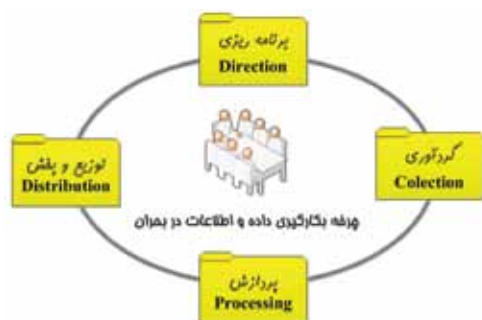 برنامه ریزی
Direction
گردآوری
Colection
توزیع و پخش
Distribution
چرخه بکارگیری داده و اطلاعات در بحران
پردازش
Processing